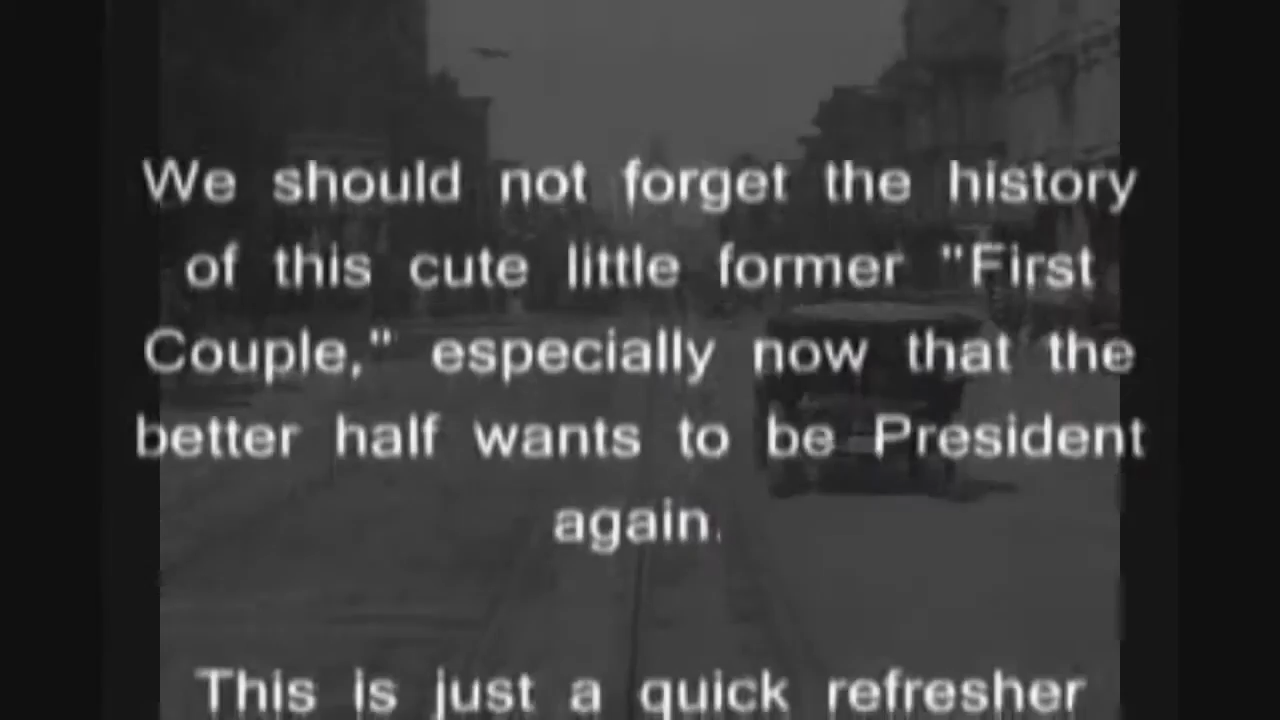 We should not forget the history
of this cute little former "First
Couple," especially now that the
better half wants to be President
again.
This is just a quick refresher